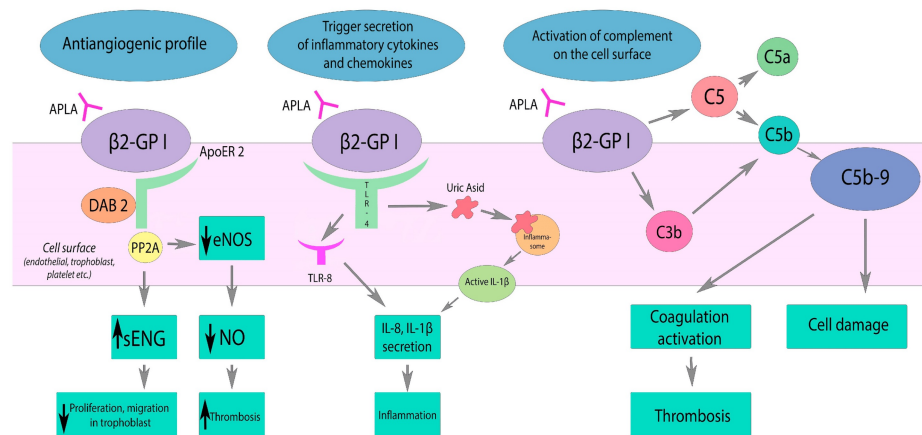 Antiangiogenic profile
Trigger secretion
of inflammatory cytokines
and chemokines
Activation of complement
on the cell surface
APLA
β2-GP I
ApoER 2
DAB 2
PP2A
Cell surface
(endothelial, trophoblast,
platelet etc.)
eNOS
sENG
NO
Proliferation, migration
in trophoblast
Thrombosis
APLA
β2-GP I
TLR-4
Uric Asid
Inflamma-
some
TLR-8
Active IL-1β
IL-8, IL-1β
secretion
Inflammation
APLA
β2-GP I
C5
C5a
C5b
C3b
C5b-9
Coagulation
activation
Cell damage
Thrombosis